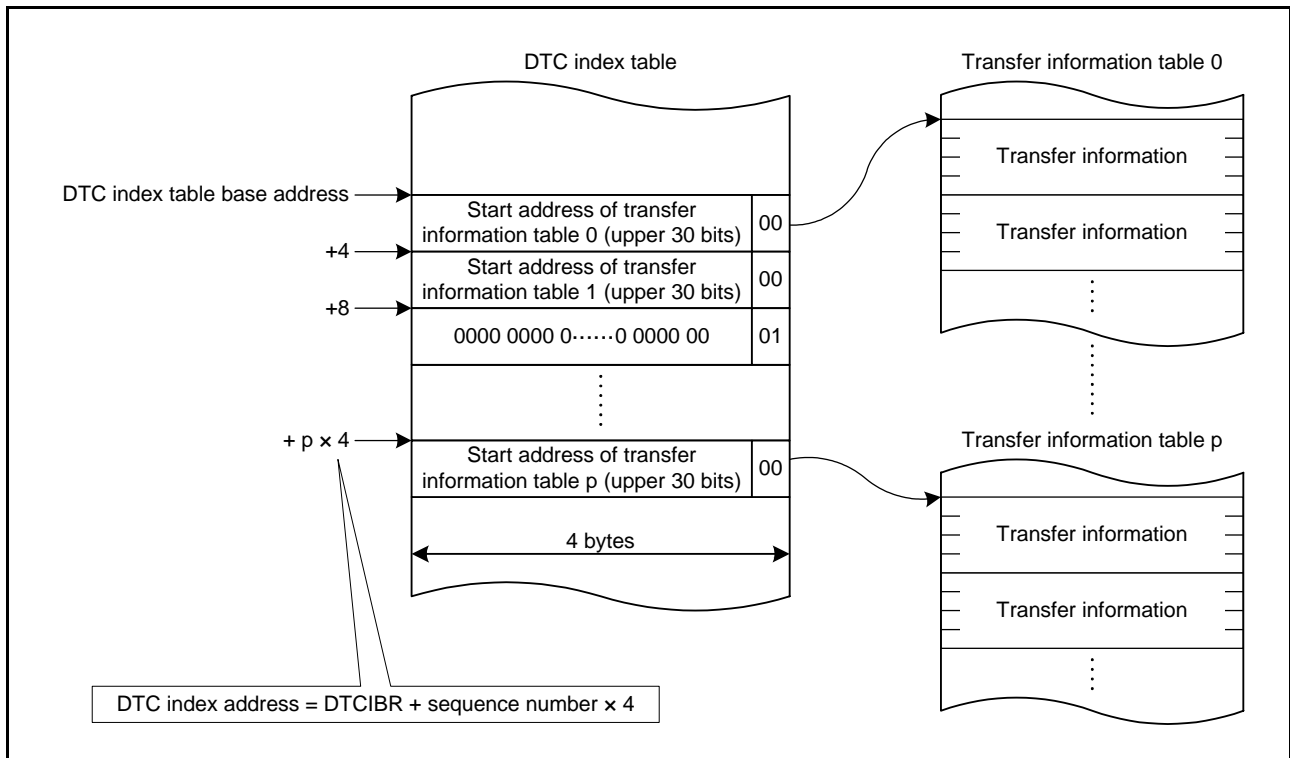 DTC index table
Transfer information table 0
Transfer information
DTC index table base address
Start address of transfer
information table 0 (upper 30 bits)
00
Transfer information
+4
Start address of transfer
information table 1 (upper 30 bits)
00
+8
0000 0000 0······0 0000 00
01
+ p × 4
Start address of transfer
information table p (upper 30 bits)
00
Transfer information table p
Transfer information
4 bytes
Transfer information
DTC index address = DTCIBR + sequence number × 4